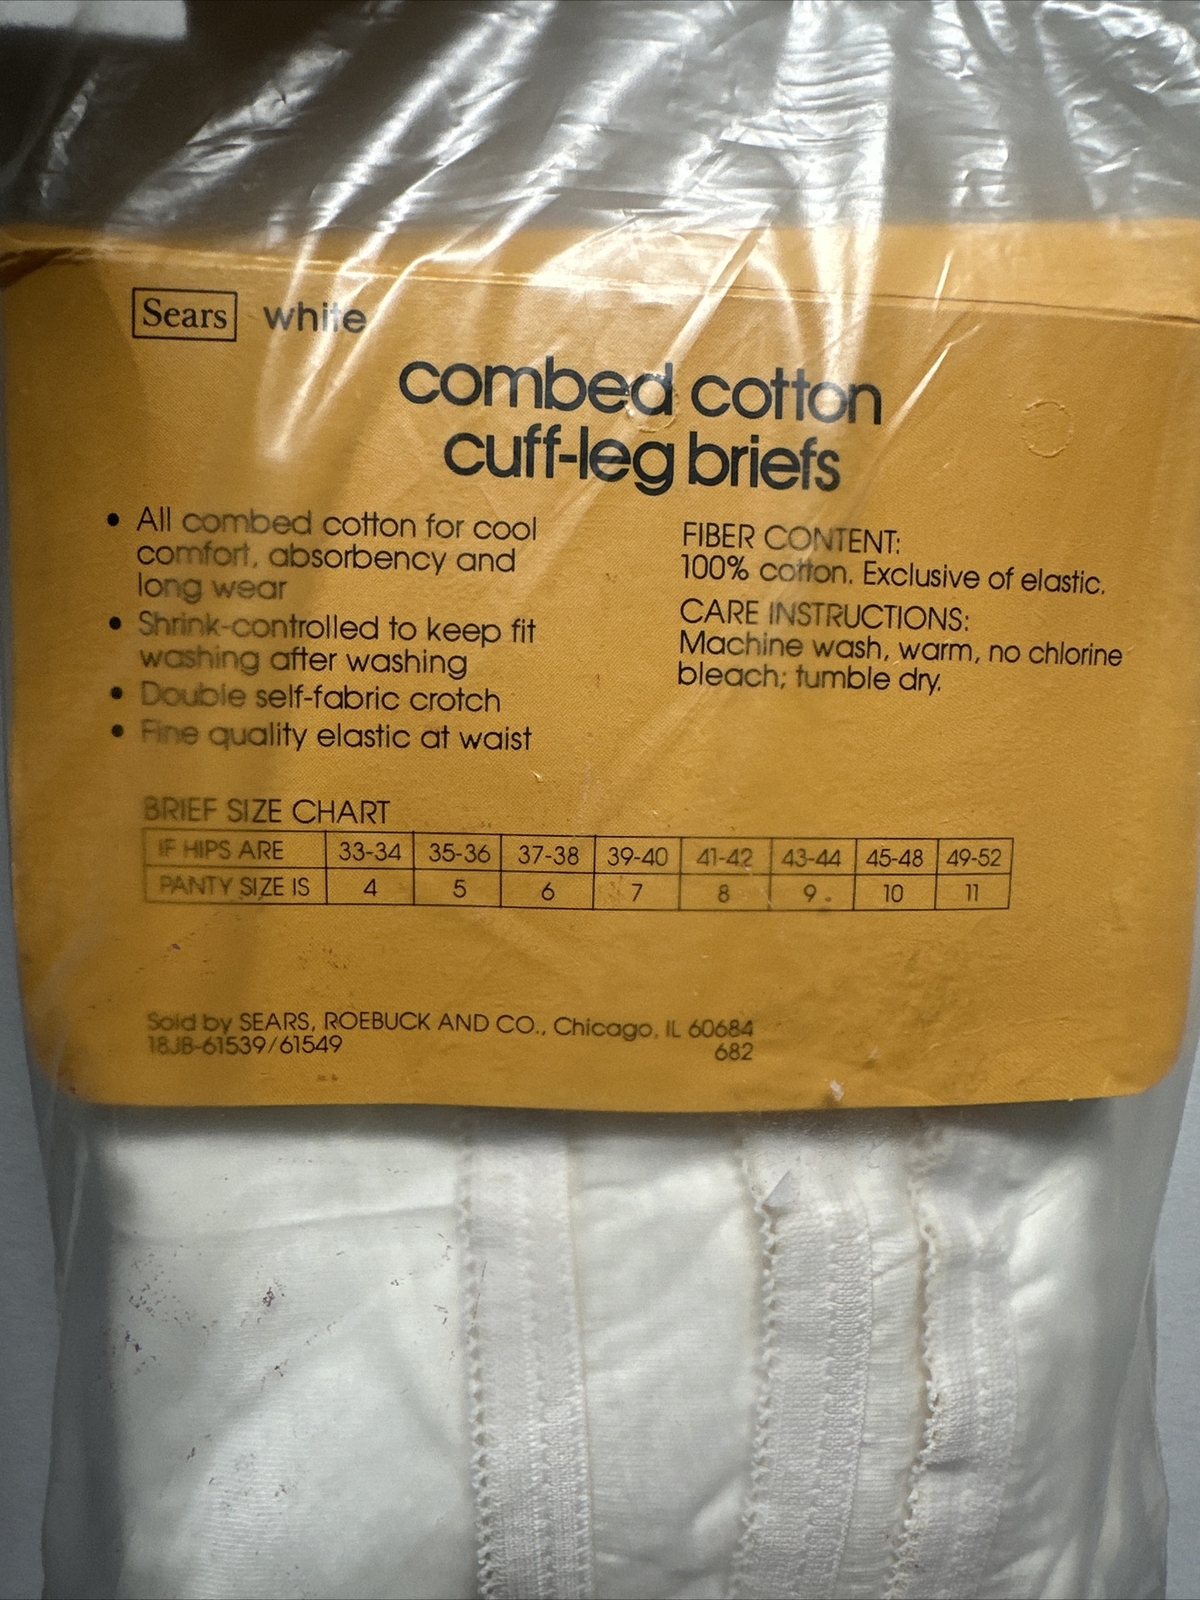 Sears white
combed cotton
cuff-leg briefs
• All combed cotton for cool
comfort, absorbency and
long wear
• Shrink-controlled to keep fit
washing after washing
• Double self-fabric crotch
• Fine quality elastic at waist
FIBER CONTENT:
100% cotton. Exclusive of elastic.
CARE INSTRUCTIONS:
Machine wash, warm, no chlorine
bleach; tumble dry.
BRIEF SIZE CHART
IF HIPS ARE 33-34 35-36 37-38 39-40 41-42 43-44 45-48 49-52
PANTY SIZE IS 4 5 6 7 8 9 10 11
Sold by SEARS, ROEBUCK AND CO., Chicago, IL 60684
18JB-61539/61549 682